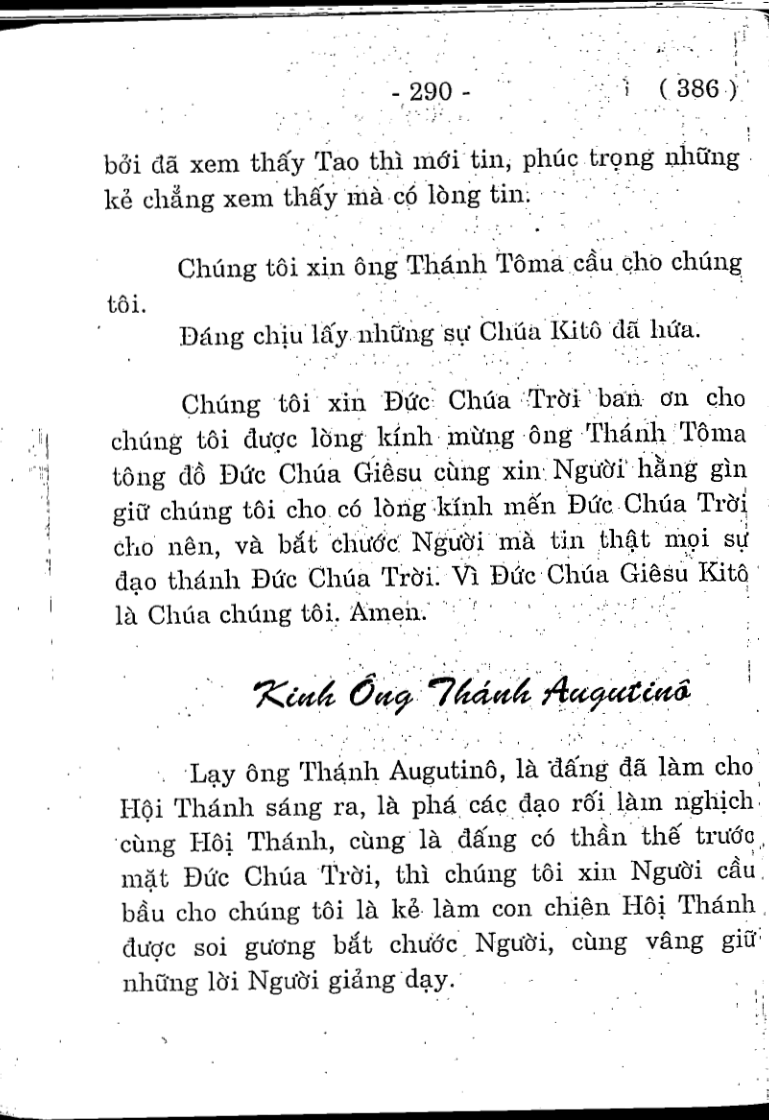 - 290 - ( 386 )
bởi đã xem thấy Tao thì mới tin, phúc trọng những
kẻ chẳng xem thấy mà có lòng tin.
Chúng tôi xin ông Thánh Tôma cầu cho chúng
tôi.
Đáng chịu lấy những sự Chúa Kitô đã hứa.
Chúng tôi xin Đức Chúa Trời ban ơn cho
chúng tôi được lòng kính mừng ông Thánh Tôma
tông đồ Đức Chúa Giêsu cùng xin Người hằng gìn
giữ chúng tôi cho có lòng kính mến Đức Chúa Trời
cho nên, và bắt chước Người mà tin thật mọi sự
đạo thánh Đức Chúa Trời. Vì Đức Chúa Giêsu Kitô
là Chúa chúng tôi. Amen.
Kinh Ông Thánh Augutinô
Lạy ông Thánh Augutinô, là đấng đã làm cho
Hội Thánh sáng ra, là phá các đạo rối làm nghịch
cùng Hôị Thánh, cùng là đấng có thần thế trước
mặt Đức Chúa Trời, thì chúng tôi xin Người cầu
bầu cho chúng tôi là kẻ làm con chiên Hôị Thánh
được soi gương bắt chước Người, cùng vâng giữ
những lời Người giảng dạy.